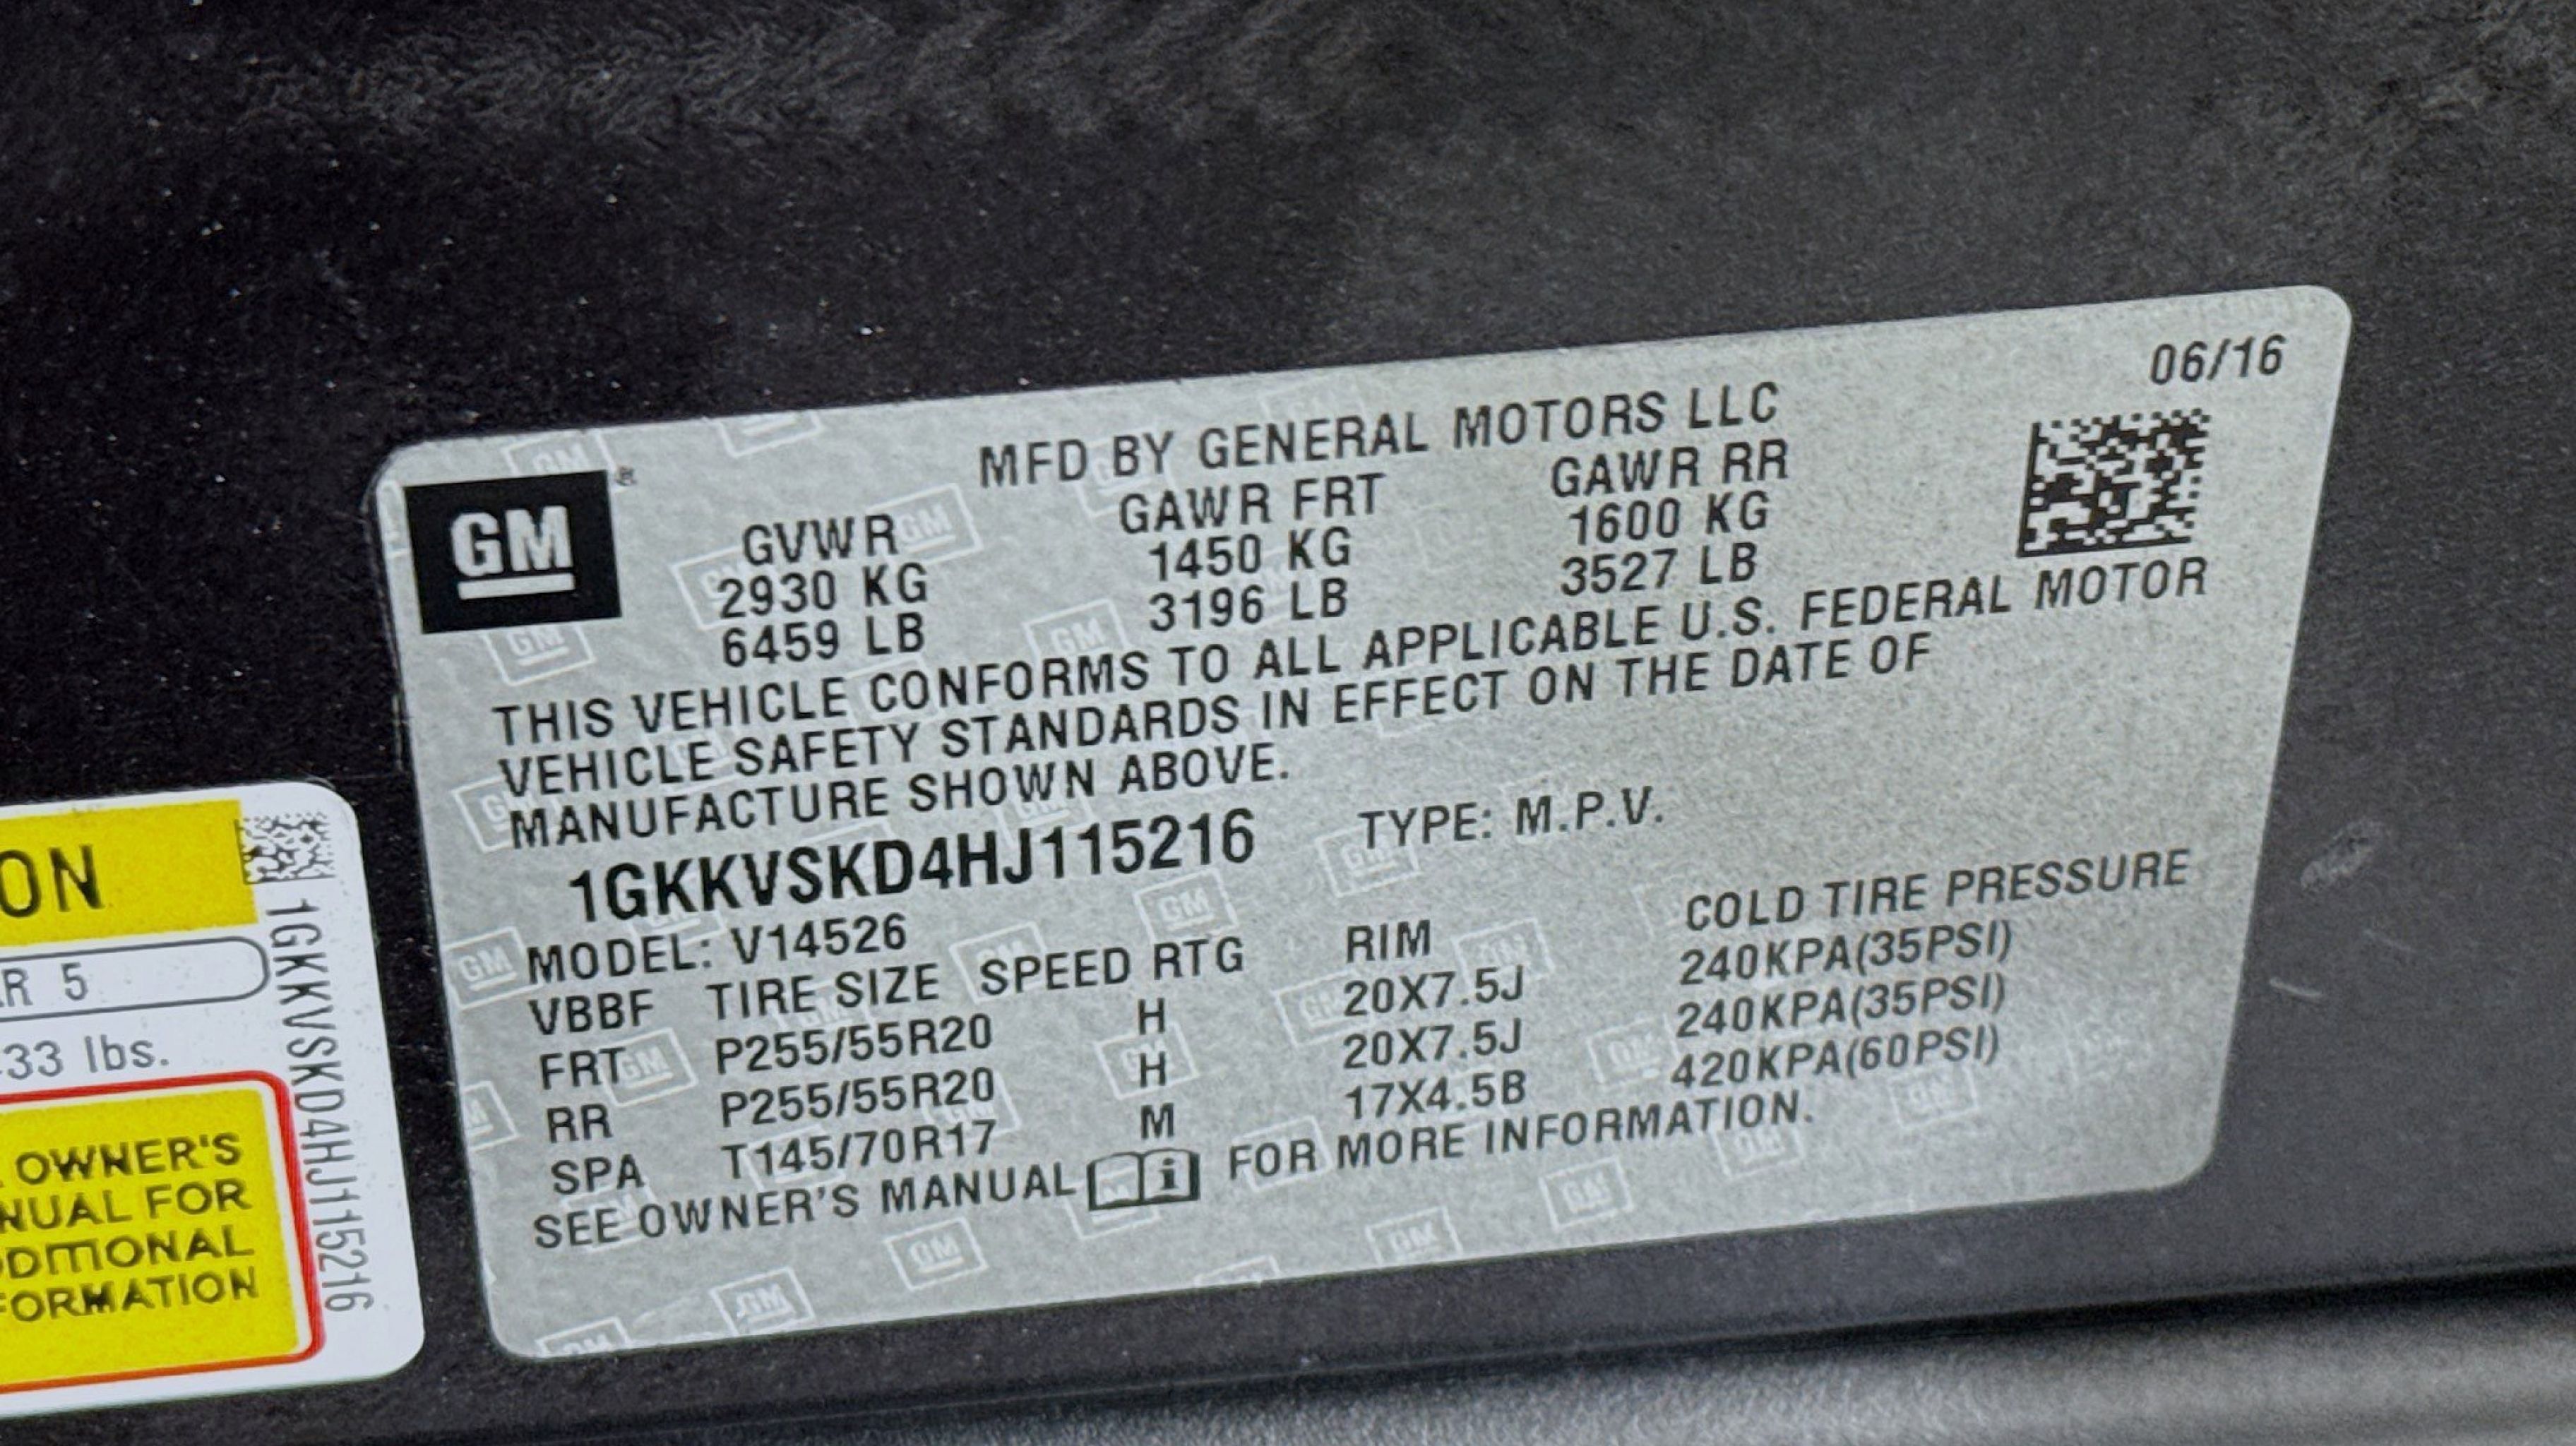 06/16
MFD BY GENERAL MOTORS LLC
GM
GVWR GAWR FRT GAWR RR
2930 KG 1450 KG 1600 KG
6459 LB 3196 LB 3527 LB
THIS VEHICLE CONFORMS TO ALL APPLICABLE U.S. FEDERAL MOTOR
VEHICLE SAFETY STANDARDS IN EFFECT ON THE DATE OF
MANUFACTURE SHOWN ABOVE.
1GKKVSKD4HJ115216 TYPE: M.P.V.
MODEL: V14526
VBBF TIRE SIZE SPEED RTG RIM COLD TIRE PRESSURE
FRT P255/55R20 H 20X7.5J 240KPA(35PSI)
RR P255/55R20 H 20X7.5J 240KPA(35PSI)
SPA T145/70R17 M 17X4.5B 420KPA(60PSI)
SEE OWNER'S MANUAL i FOR MORE INFORMATION.
ON
R 5
33 lbs.
OWNER'S
NUAL FOR
DDITIONAL
FORMATION
1GKKVSKD4HJ115216